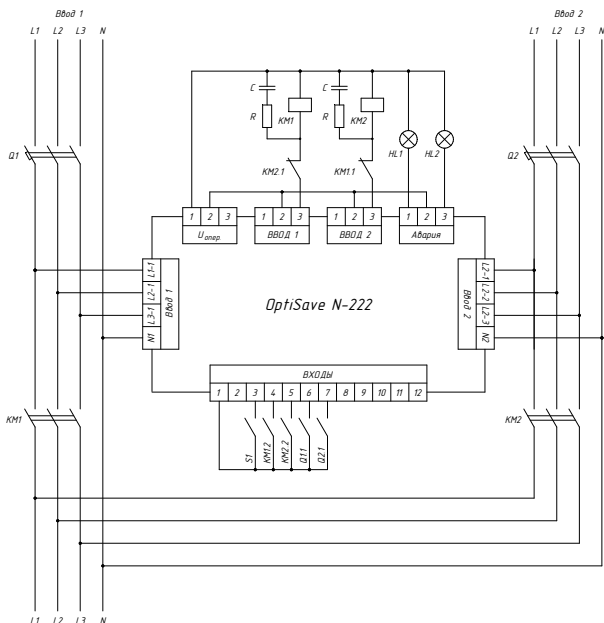 Ввод 1
Ввод 2
L1 L2 L3 N
L1 L2 L3 N
C
C
R
KM1
R
KM2
HL1
HL2
Q1
Q2
KM2.1
KM1.1
1 2 3
1 2 3
1 2 3
1 2 3
Uопер.
ВВОД 1
ВВОД 2
Авария
L1-1
L2-1
L3-1
N1
Ввод 1
OptiSave N-222
Ввод 2
L2-1
L2-2
L2-3
N2
ВХОДЫ
1 2 3 4 5 6 7 8 9 10 11 12
KM1
KM2
S1
KM1.2
KM2.2
Q1.1
Q2.1
L1 L2 L3 N